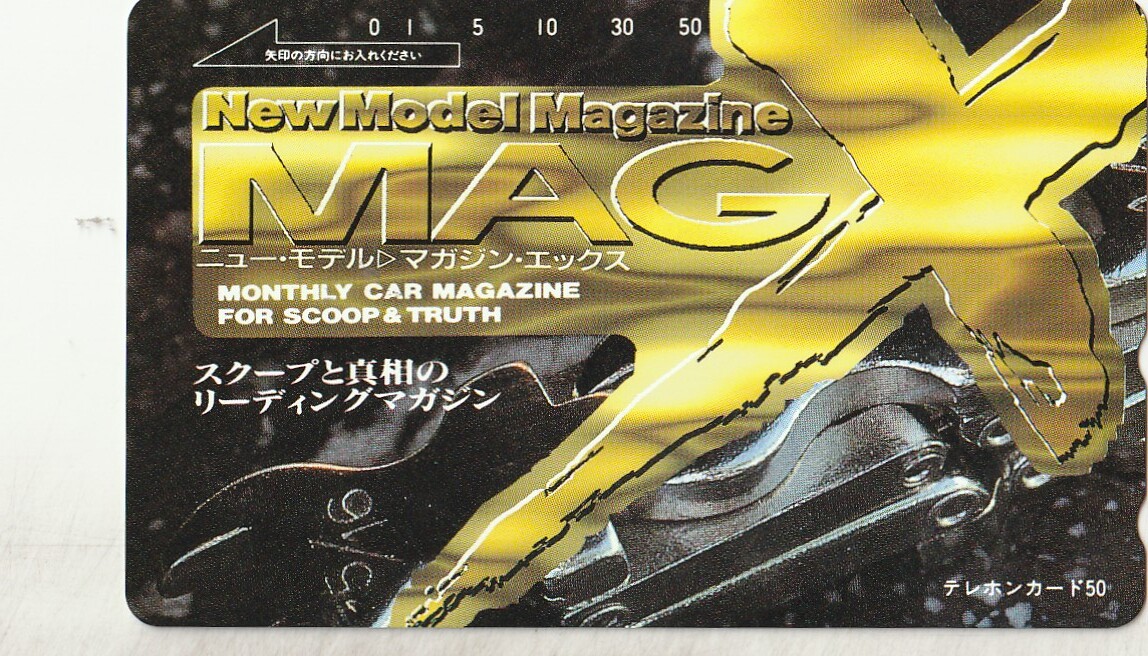 0 1 5 10 30 50
矢印の方向にお入れください
New Model Magazine
MAGX
ニュー・モデル▷マガジン・エックス
MONTHLY CAR MAGAZINE
FOR SCOOP & TRUTH
スクープと真相の
リーディングマガジン
テレホンカード50